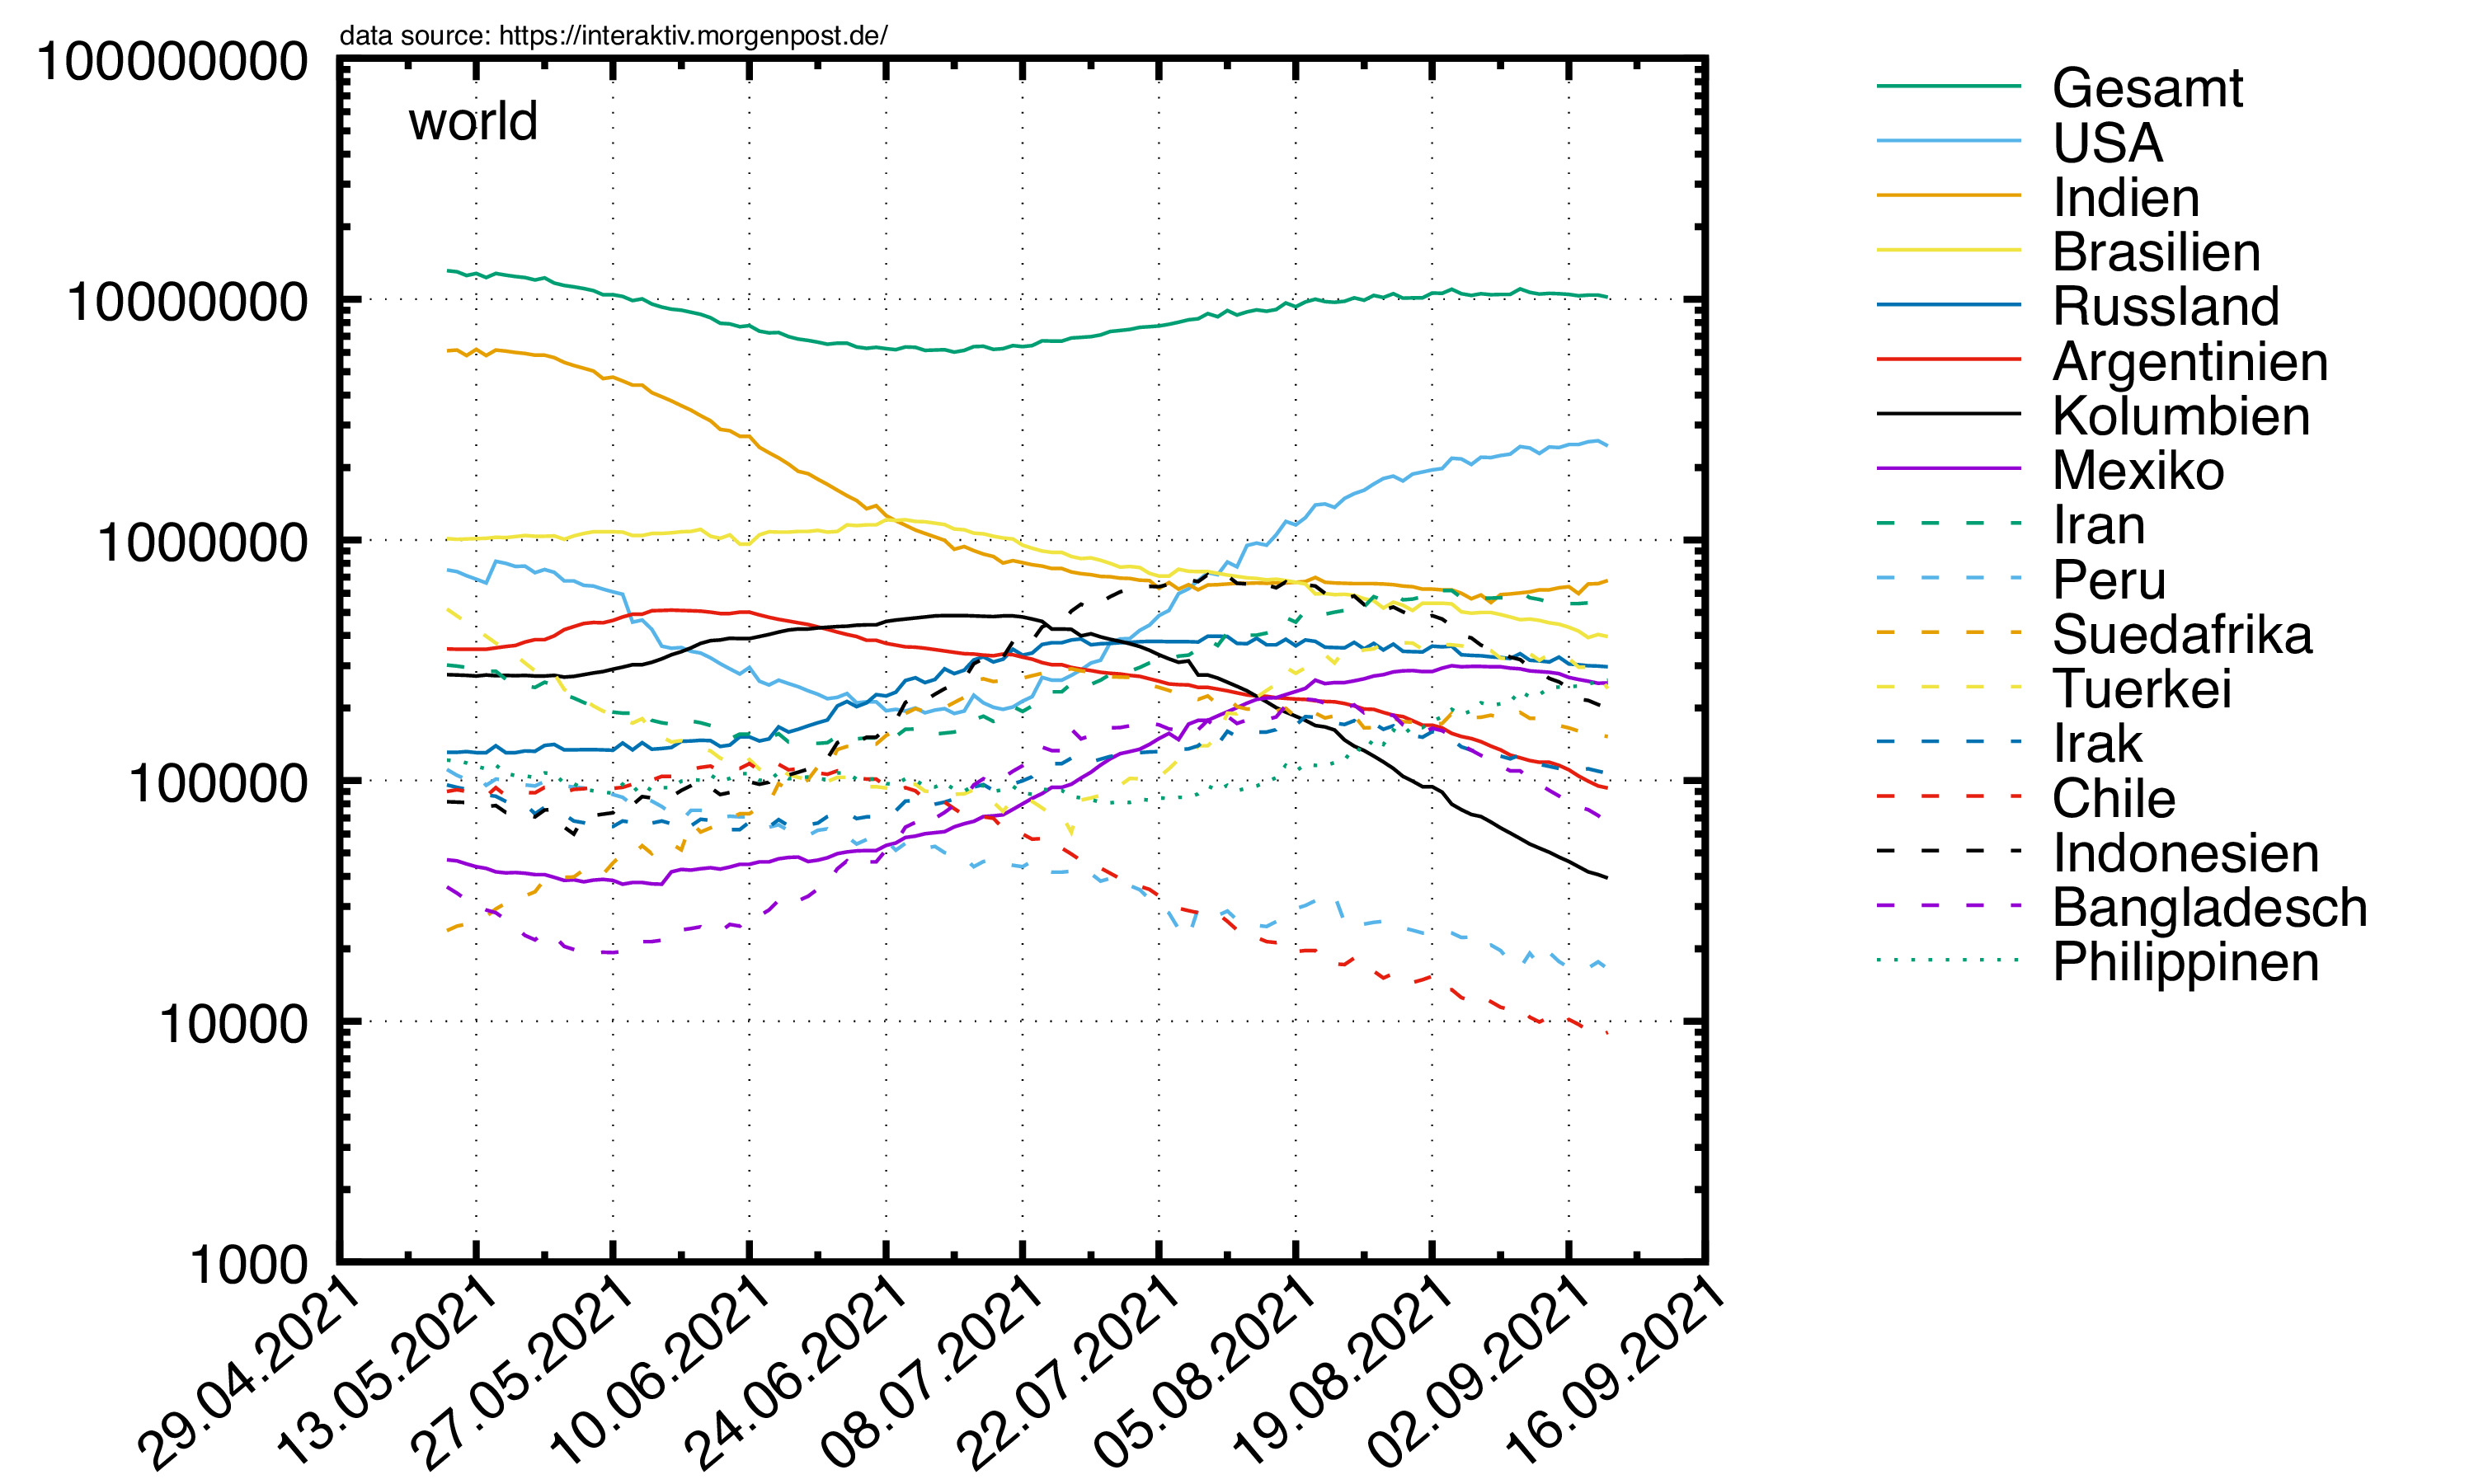 data source: https://interaktiv.morgenpost.de/
100000000
10000000
1000000
100000
10000
1000
world
29.04.2021
13.05.2021
27.05.2021
10.06.2021
24.06.2021
08.07.2021
22.07.2021
05.08.2021
19.08.2021
02.09.2021
16.09.2021
Gesamt
USA
Indien
Brasilien
Russland
Argentinien
Kolumbien
Mexiko
Iran
Peru
Suedafrika
Tuerkei
Irak
Chile
Indonesien
Bangladesch
Philippinen